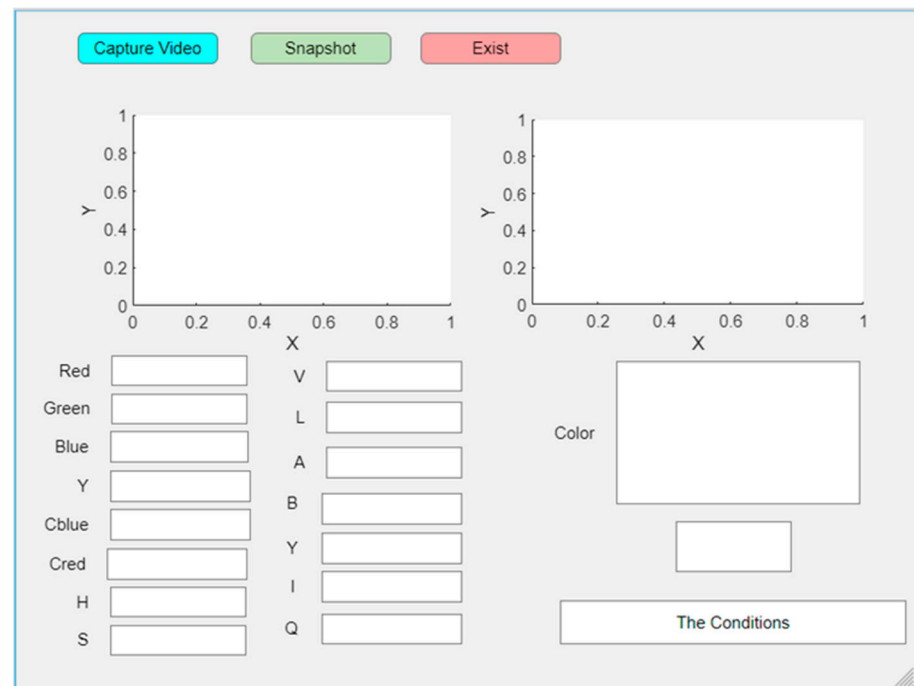 Capture Video
Snapshot
Exist
1
0.8
0.6
0.4
0.2
0
Y
0 0.2 0.4 0.6 0.8 1
X
1
0.8
0.6
0.4
0.2
0
Y
0 0.2 0.4 0.6 0.8 1
X
Red
Green
Blue
Y
Cblue
Cred
H
S
V
L
A
B
Y
I
Q
Color
The Conditions